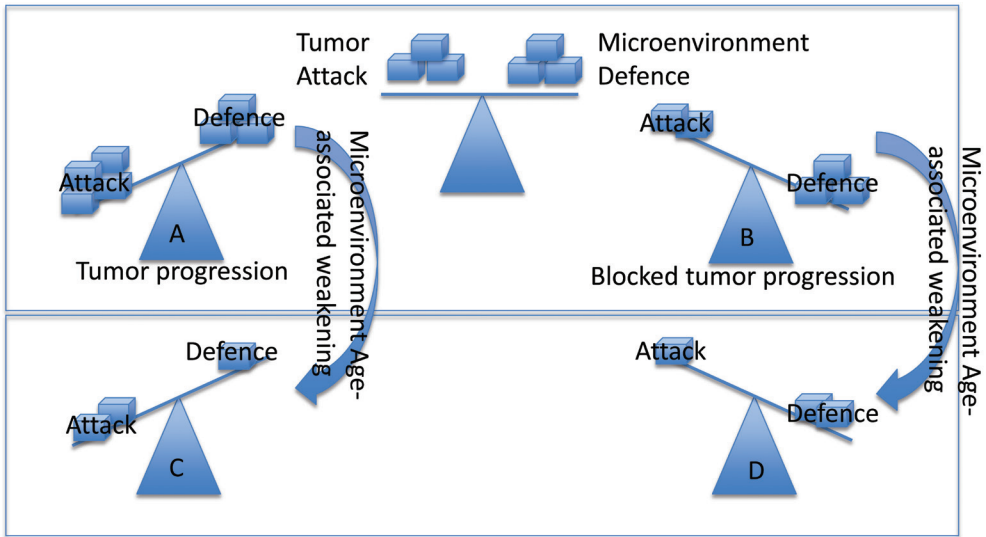 Tumor
Attack
Microenvironment
Defence
Defence
Attack
A
Tumor progression
Microenvironment Age-
associated weakening
Attack
Defence
B
Blocked tumor progression
Microenvironment Age-
associated weakening
Defence
Attack
C
Attack
Defence
D